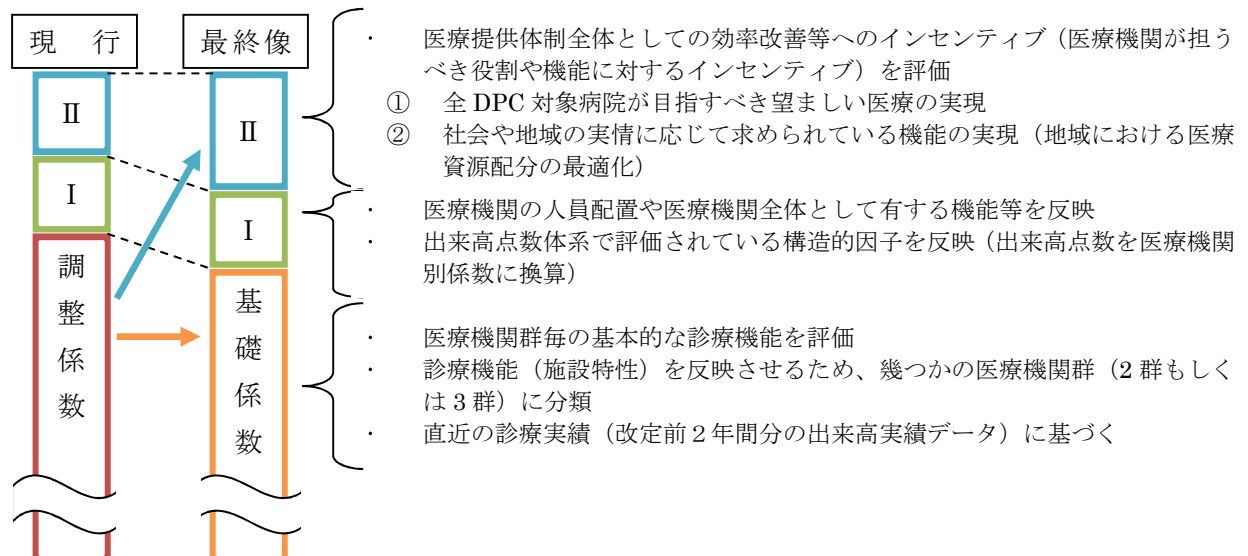 現 行
最終像
Ⅱ
Ⅰ
調整係数
Ⅱ
Ⅰ
基礎係数
・ 医療提供体制全体としての効率改善等へのインセンティブ（医療機関が担う
べき役割や機能に対するインセンティブ）を評価
① 全 DPC 対象病院が目指すべき望ましい医療の実現
② 社会や地域の実情に応じて求められている機能の実現（地域における医療
資源配分の最適化）
・ 医療機関の人員配置や医療機関全体として有する機能等を反映
・ 出来高点数体系で評価されている構造的因子を反映（出来高点数を医療機関
別係数に換算）
・ 医療機関群毎の基本的な診療機能を評価
・ 診療機能（施設特性）を反映させるため、幾つかの医療機関群（2 群もしく
は 3 群）に分類
・ 直近の診療実績（改定前２年間分の出来高実績データ）に基づく